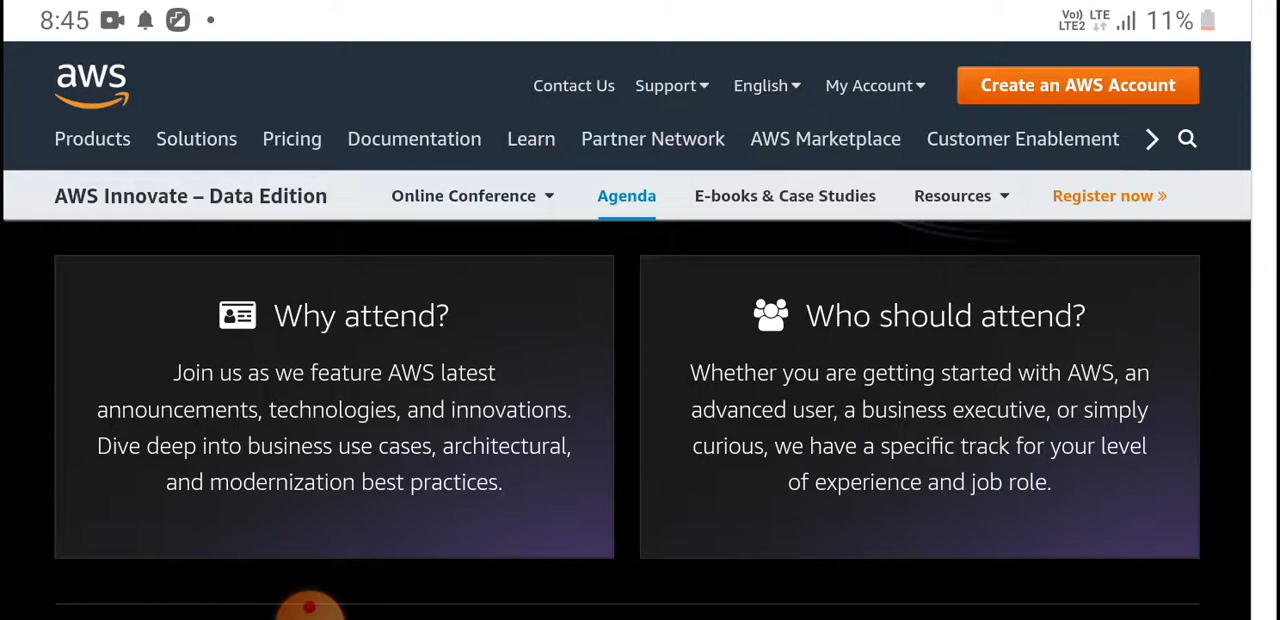 8:45
Vo)) LTE
LTE2
11%
aws
Contact Us Support English My Account Create an AWS Account
Products Solutions Pricing Documentation Learn Partner Network AWS Marketplace Customer Enablement
AWS Innovate – Data Edition Online Conference Agenda E-books & Case Studies Resources Register now »
Why attend?
Join us as we feature AWS latest
announcements, technologies, and innovations.
Dive deep into business use cases, architectural,
and modernization best practices.
Who should attend?
Whether you are getting started with AWS, an
advanced user, a business executive, or simply
curious, we have a specific track for your level
of experience and job role.